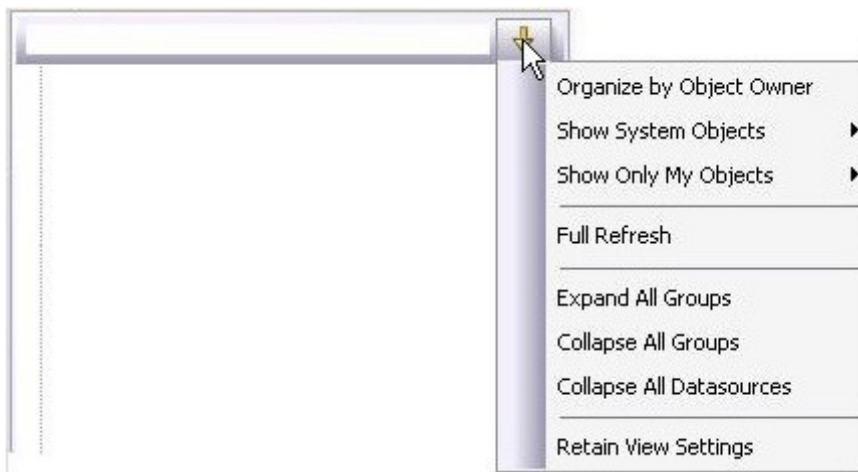 Organize by Object Owner
Show System Objects
Show Only My Objects
Full Refresh
Expand All Groups
Collapse All Groups
Collapse All Datasources
Retain View Settings